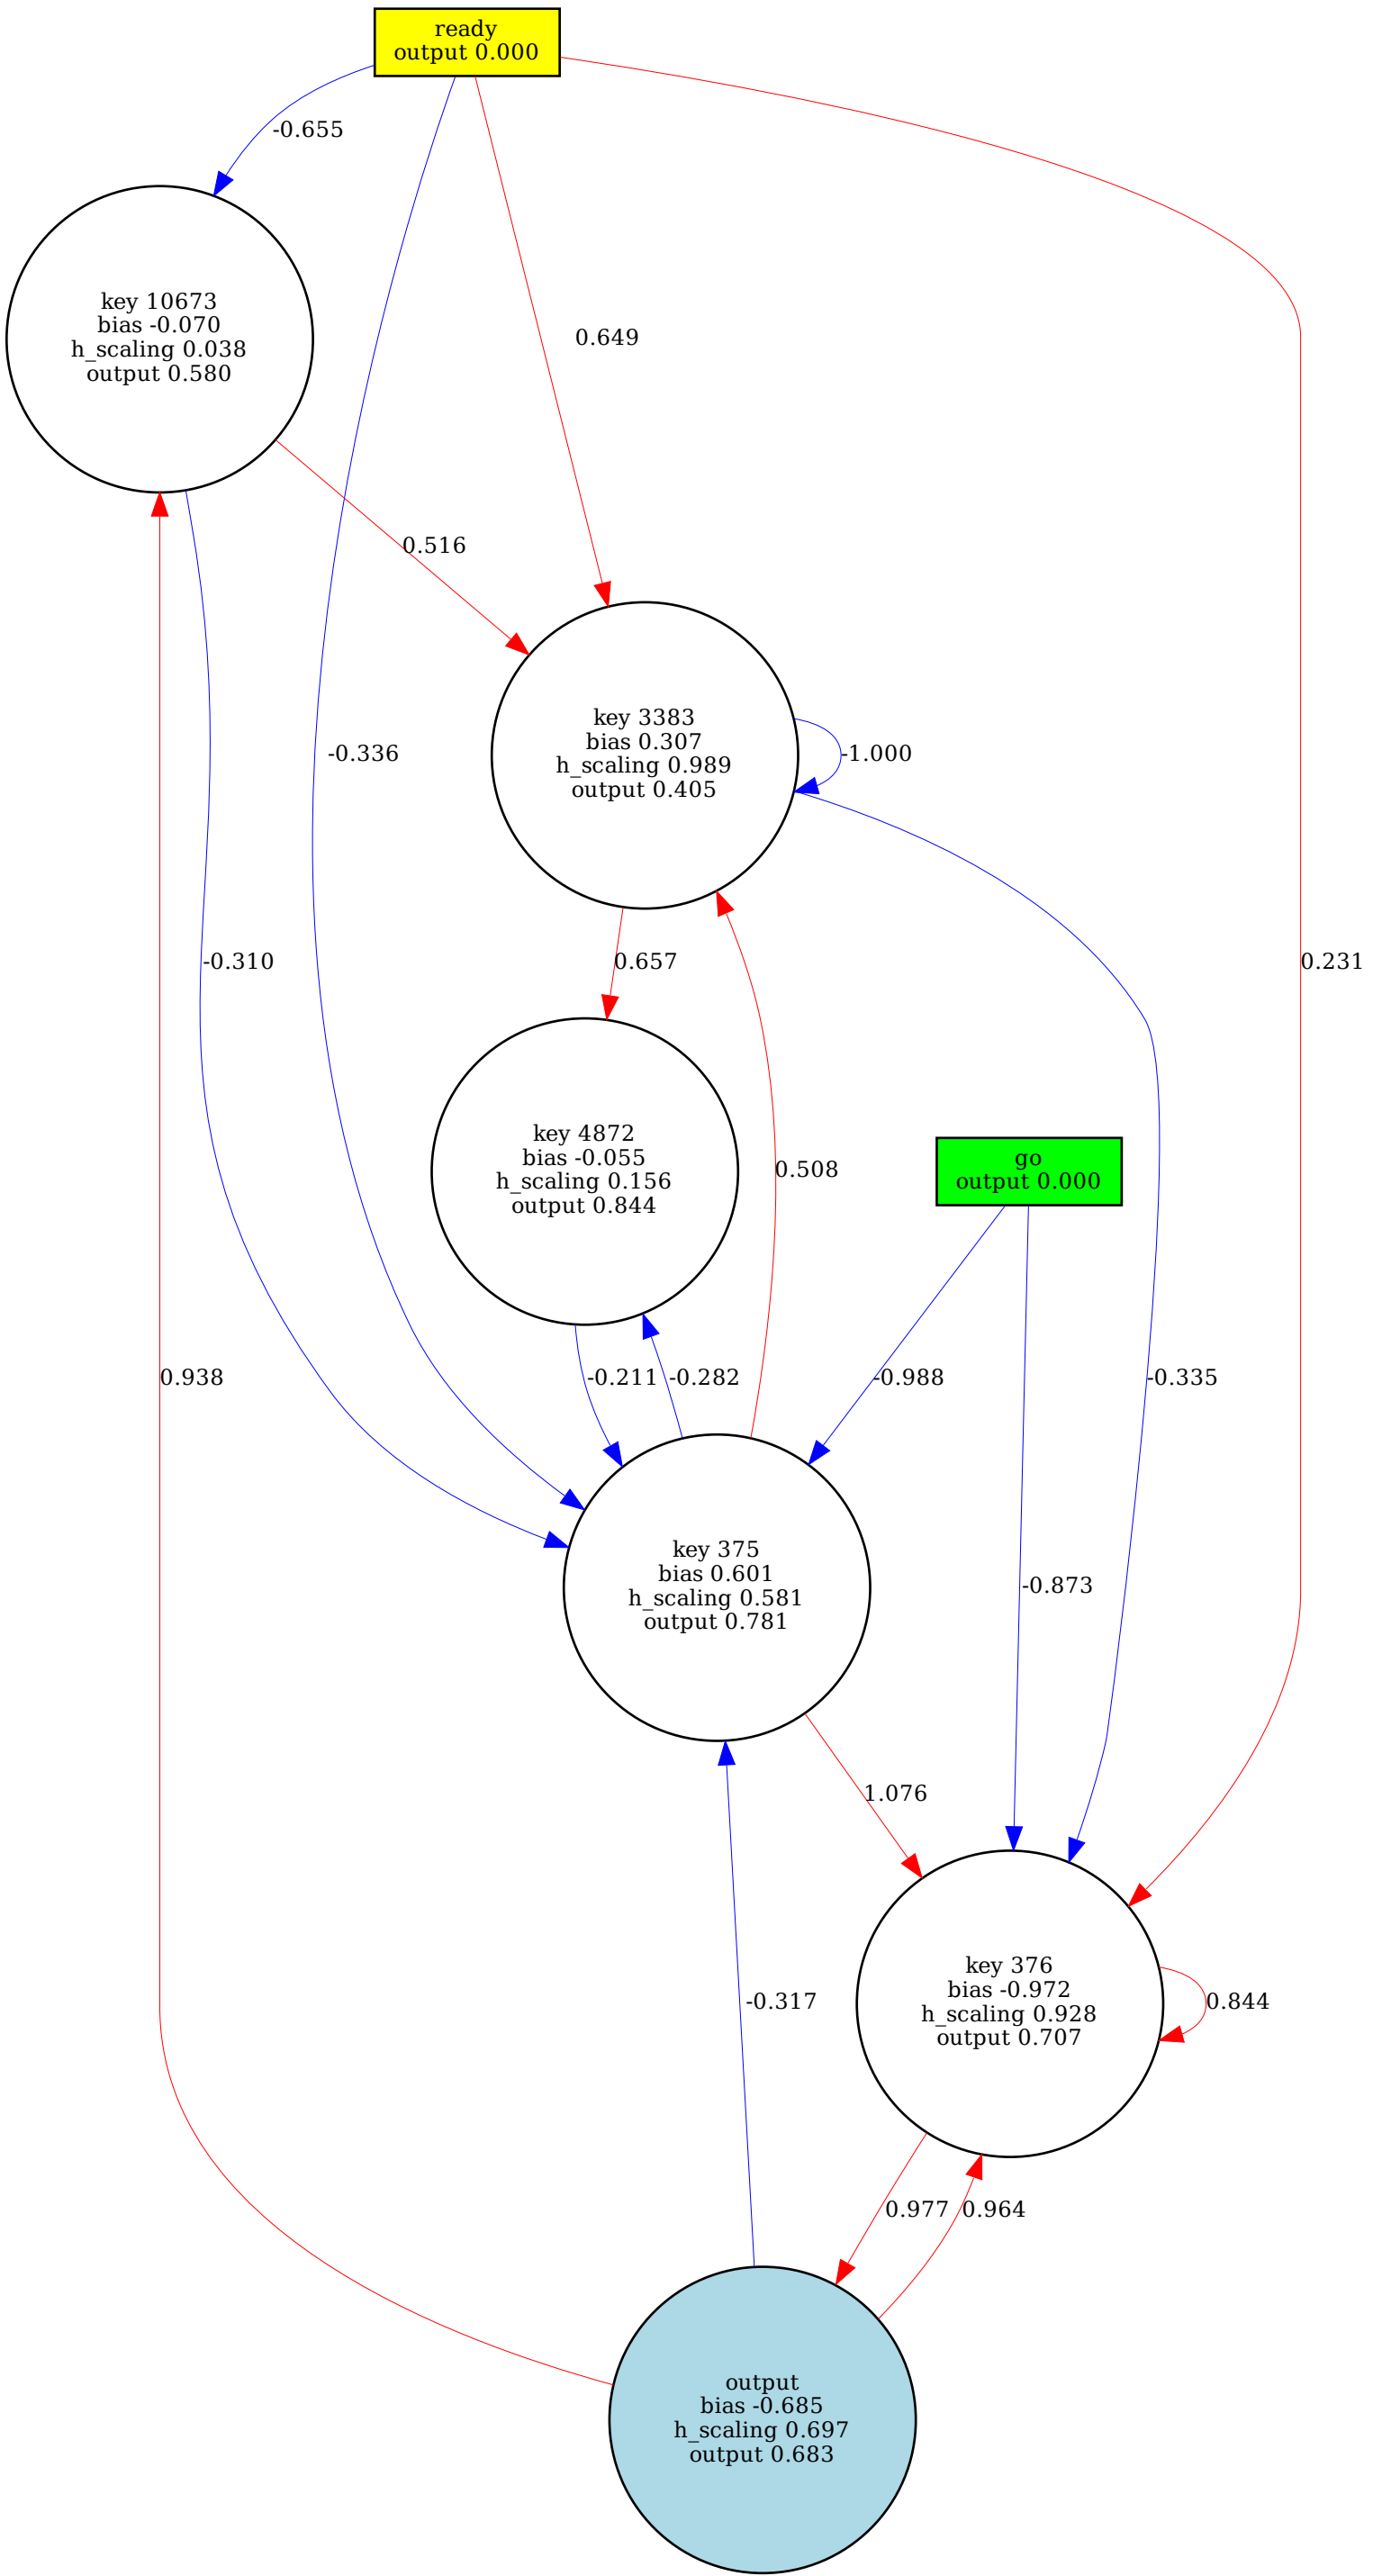 ready
output 0.000
-0.655
key 10673
bias -0.070
h_scaling 0.038
output 0.580
0.649
0.516
key 3383
bias 0.307
h_scaling 0.989
output 0.405
-0.336
-1.000
-0.310
0.657
0.231
key 4872
bias -0.055
h_scaling 0.156
output 0.844
0.508
go
output 0.000
0.938
-0.211
-0.282
-0.988
-0.335
key 375
bias 0.601
h_scaling 0.581
output 0.781
-0.873
1.076
key 376
bias -0.972
h_scaling 0.928
output 0.707
-0.317
0.844
0.977
0.964
output
bias -0.685
h_scaling 0.697
output 0.683